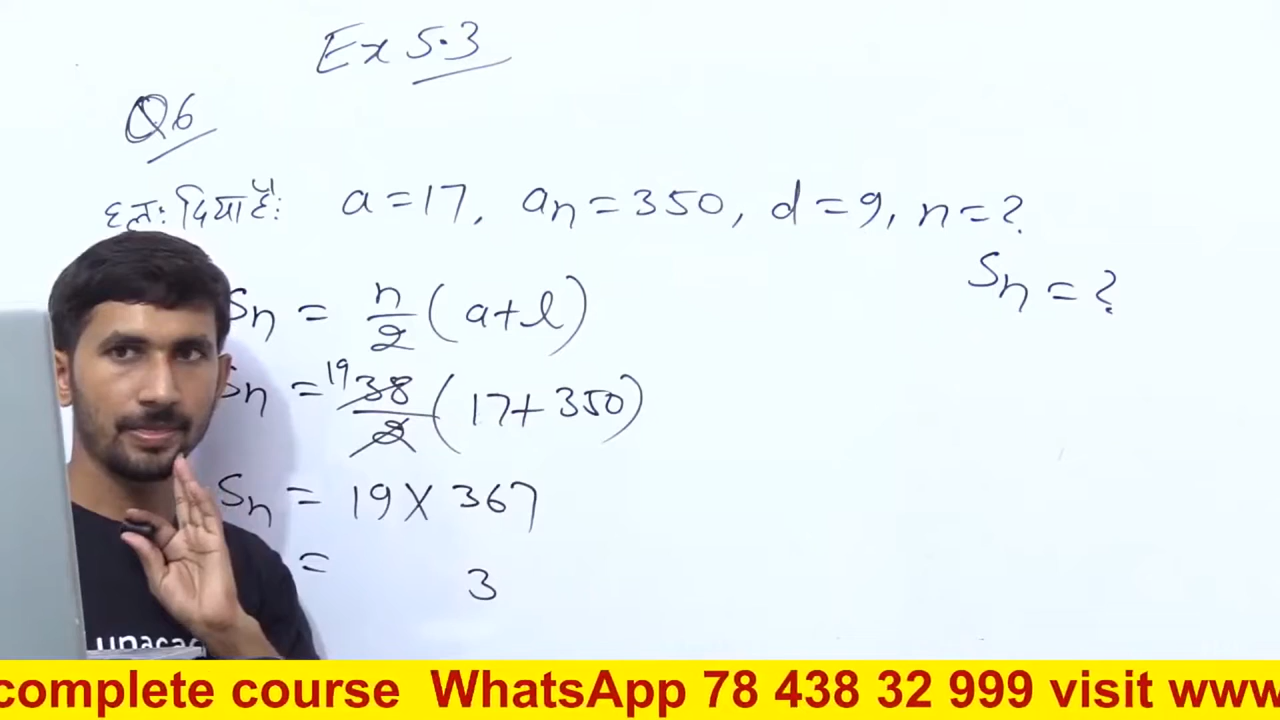 Ex 5.3
Q6
हल: दिया है: a = 17, an = 350, d = 9, n = ?
Sn = ?
Sn = n/2 (a+l)
Sn = 19 38/2 (17+350)
Sn = 19 X 367
= 3
unaca
complete course WhatsApp 78 438 32 999 visit www